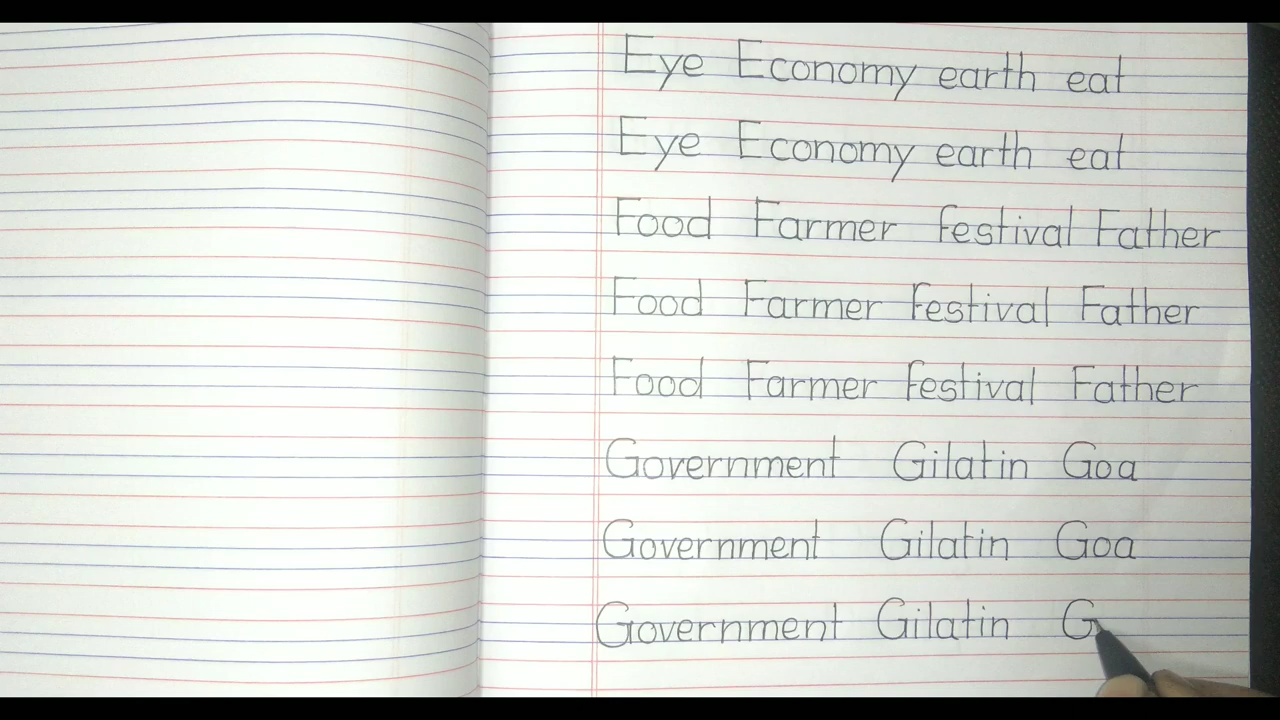 Eye Economy earth eat
Eye Economy earth eat
Food Farmer festival Father
Food Farmer festival Father
Food Farmer festival Father
Government Gilatin Goa
Government Gilatin Goa
Government Gilatin G